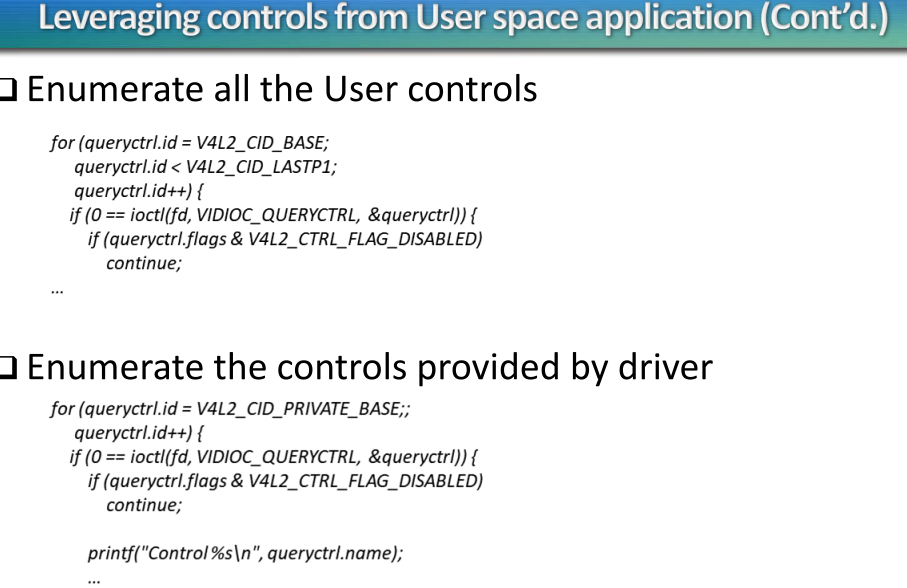 Leveraging controls from User space application (Cont'd.)
Enumerate all the User controls
for (queryctrl.id = V4L2_CID_BASE;
queryctrl.id < V4L2_CID_LASTP1;
queryctrl.id++) {
if (0 == ioctl(fd, VIDIOC_QUERYCTRL, &queryctrl)) {
if (queryctrl.flags & V4L2_CTRL_FLAG_DISABLED)
continue;
...
Enumerate the controls provided by driver
for (queryctrl.id = V4L2_CID_PRIVATE_BASE;;
queryctrl.id++) {
if (0 == ioctl(fd, VIDIOC_QUERYCTRL, &queryctrl)) {
if (queryctrl.flags & V4L2_CTRL_FLAG_DISABLED)
continue;
printf("Control %s\n", queryctrl.name);
...